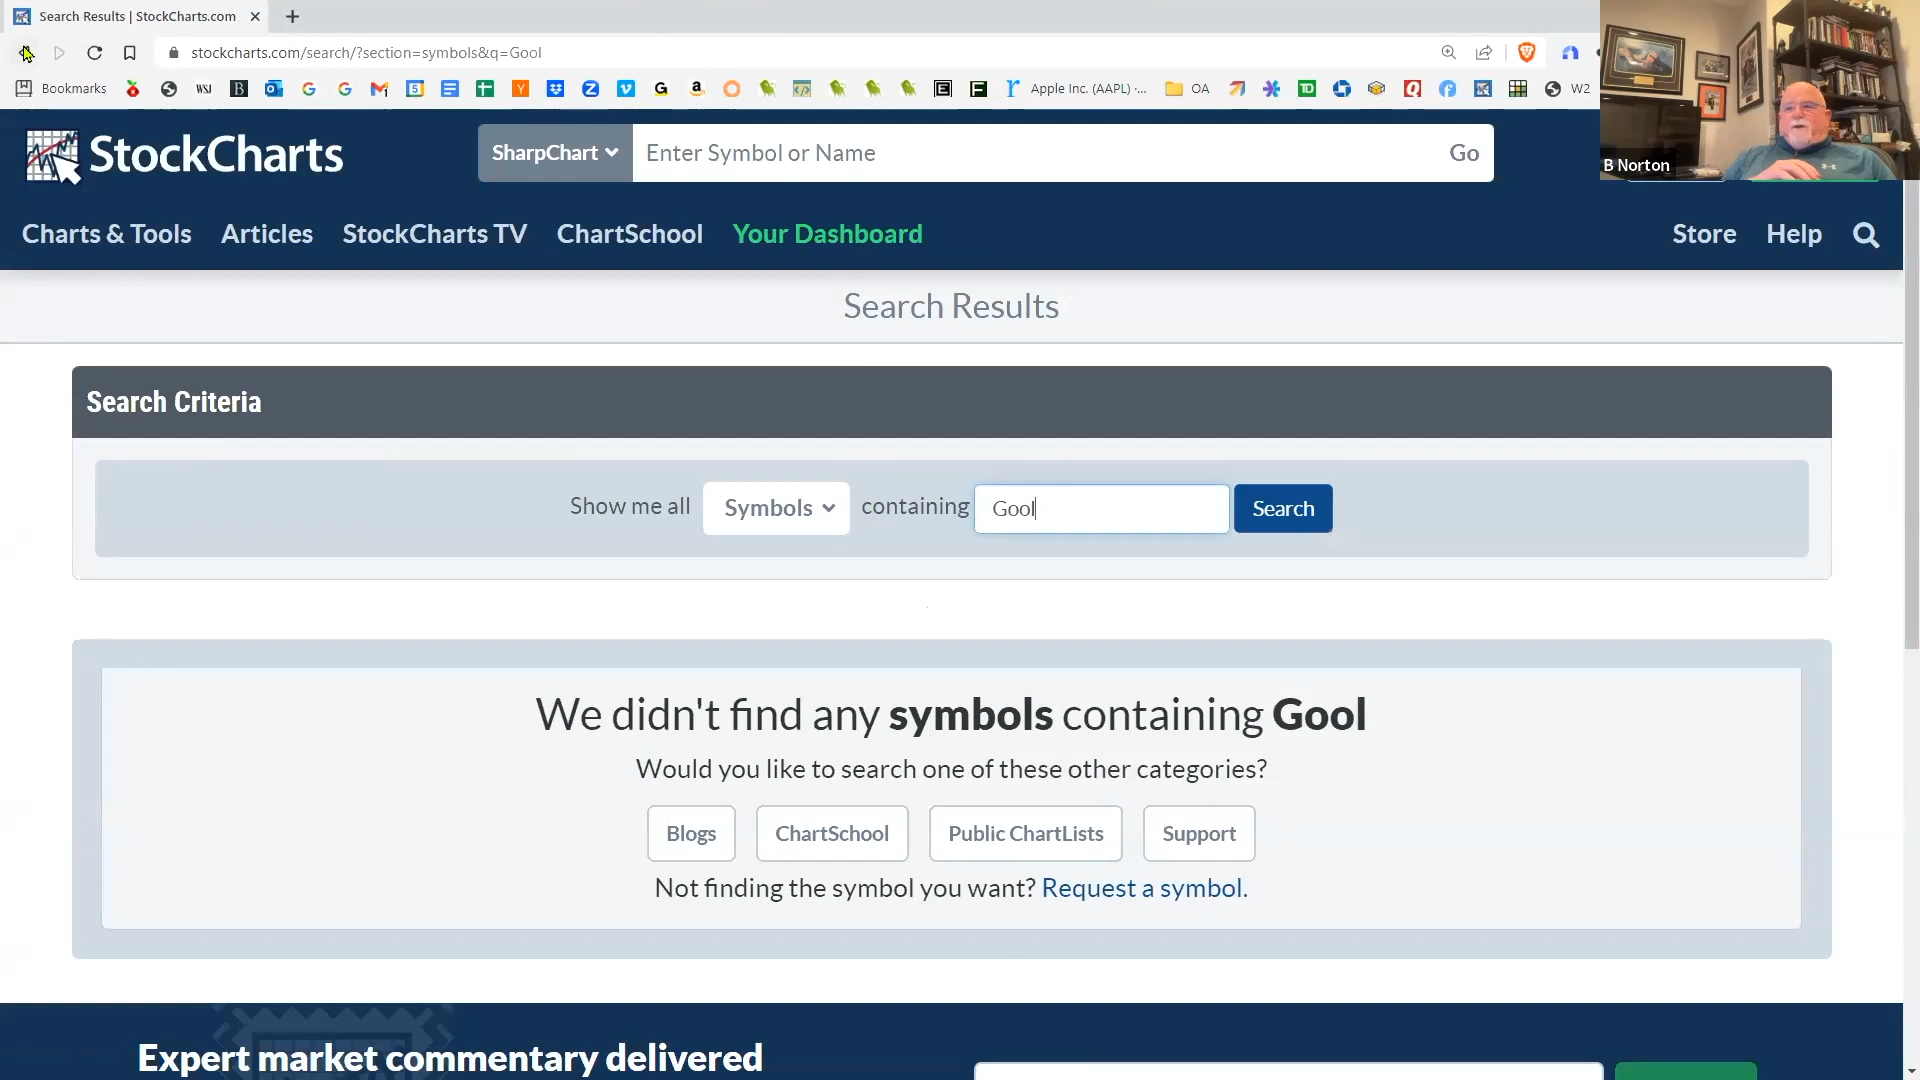 Search Results | StockCharts.com
stockcharts.com/search/?section=symbols&q=Gool
Bookmarks
WSJ
Apple Inc. (AAPL) -...
OA
W2
B Norton
StockCharts
SharpChart
Enter Symbol or Name
Go
Charts & Tools
Articles
StockCharts TV
ChartSchool
Your Dashboard
Store
Help
Search Results
Search Criteria
Show me all
Symbols
containing
Gool
Search
We didn't find any symbols containing Gool
Would you like to search one of these other categories?
Blogs
ChartSchool
Public ChartLists
Support
Not finding the symbol you want? Request a symbol.
Expert market commentary delivered